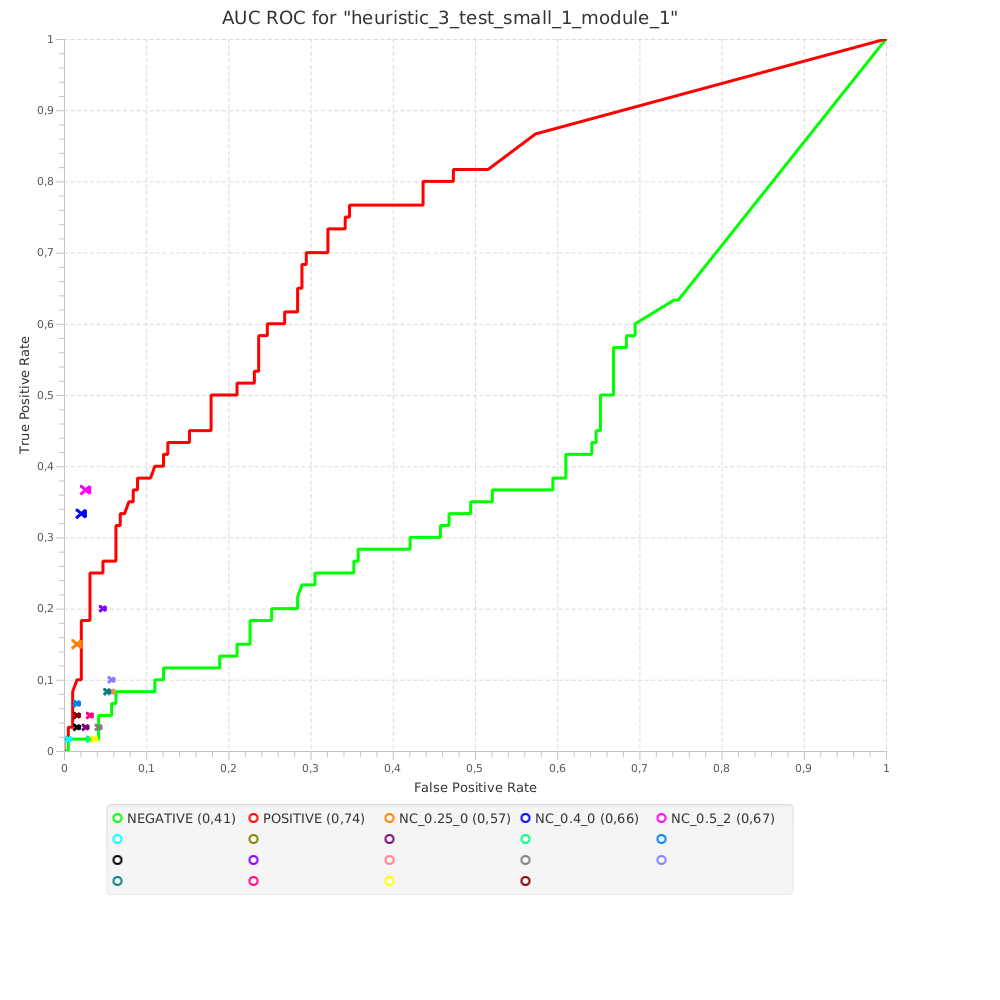 AUC ROC for "heuristic_3_test_small_1_module_1"
1
0,9
0,8
0,7
0,6
0,5
0,4
0,3
0,2
0,1
0
True Positive Rate
0 0,1 0,2 0,3 0,4 0,5 0,6 0,7 0,8 0,9 1
False Positive Rate
NEGATIVE (0,41) POSITIVE (0,74) NC_0.25_0 (0,57) NC_0.4_0 (0,66) NC_0.5_2 (0,67)